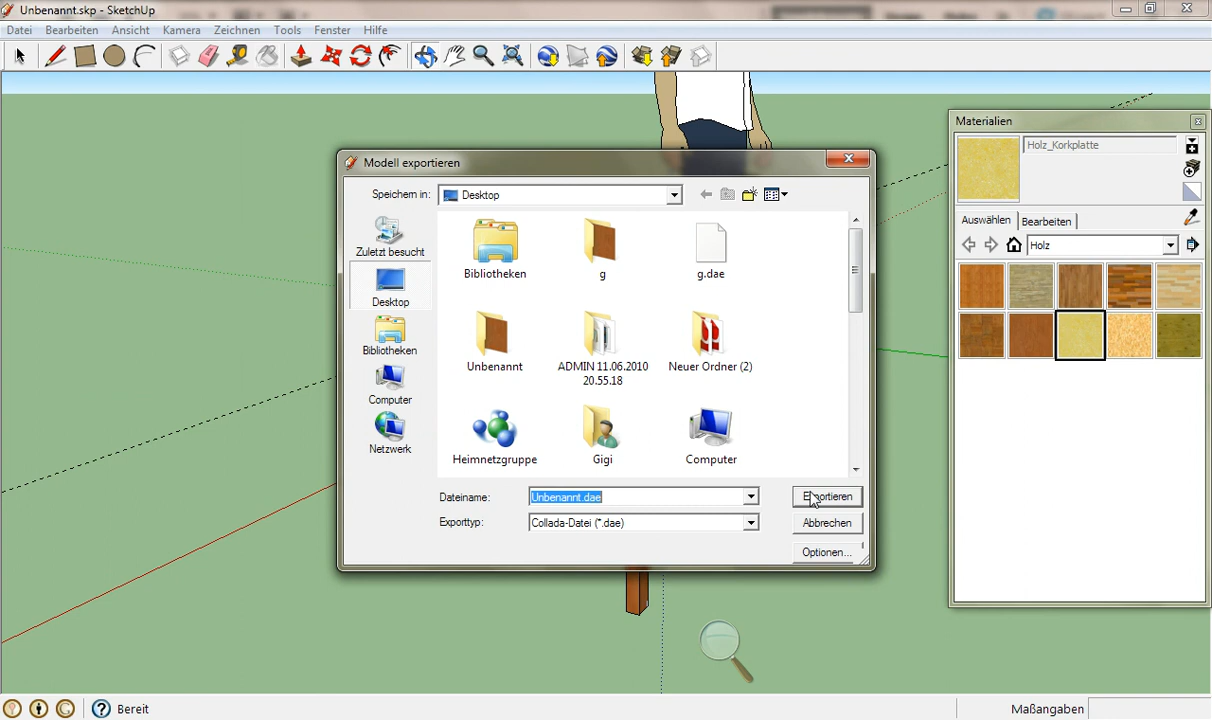 Unbenannt.skp - SketchUp
Datei Bearbeiten Ansicht Kamera Zeichnen Tools Fenster Hilfe
Materialien
Holz_Korkplatte
Auswählen Bearbeiten
Holz
Modell exportieren
Speichern in: Desktop
Zuletzt besucht
Desktop
Bibliotheken
Computer
Netzwerk
Bibliotheken g g.dae
Unbenannt ADMIN 11.06.2010 Neuer Ordner (2)
20.55.18
Heimnetzgruppe Gigi Computer
Dateiname: Unbenannt.dae Exportieren
Exporttyp: Collada-Datei (*.dae) Abbrechen
Optionen...
Bereit Maßangaben